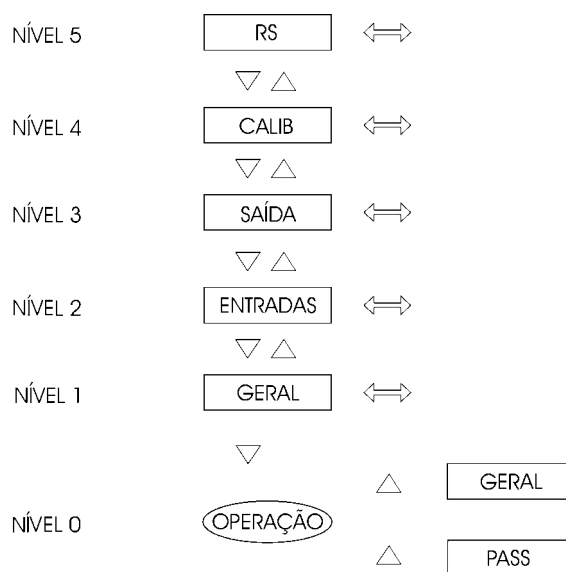 NÍVEL 5 RS
NÍVEL 4 CALIB
NÍVEL 3 SAÍDA
NÍVEL 2 ENTRADAS
NÍVEL 1 GERAL
GERAL
NÍVEL 0 OPERAÇÃO
PASS